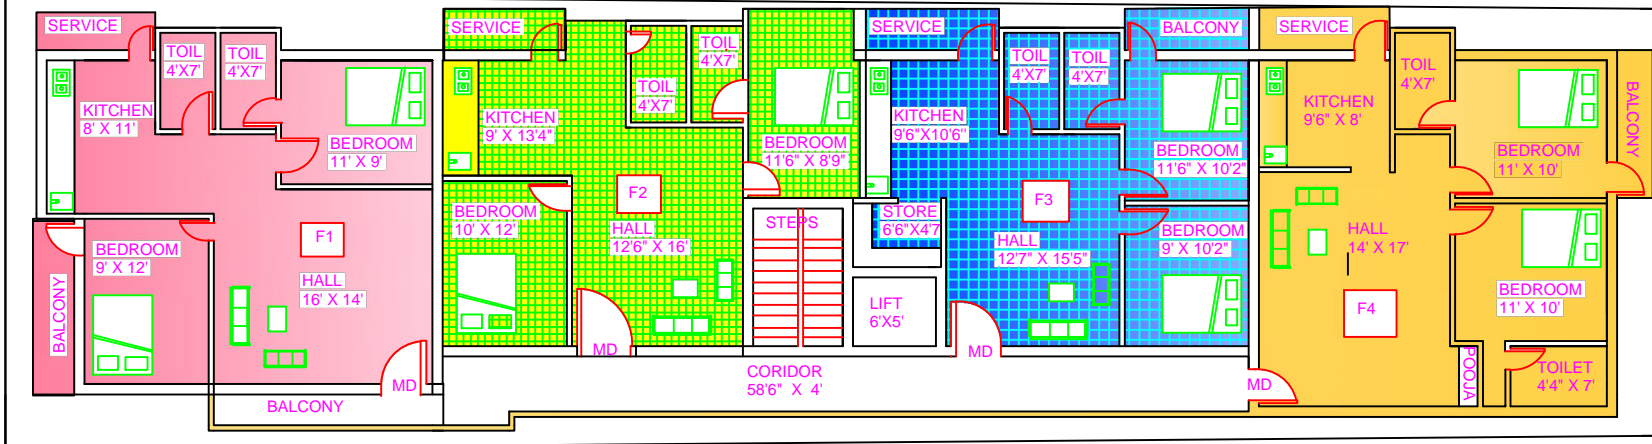 SERVICE
TOIL
4'X7'
TOIL
4'X7'
KITCHEN
8' X 11'
BEDROOM
11' X 9'
F1
BEDROOM
9' X 12'
HALL
16' X 14'
BALCONY
MD
BALCONY
SERVICE
TOIL
4'X7'
TOIL
4'X7'
KITCHEN
9' X 13'4"
BEDROOM
11'6" X 8'9"
F2
BEDROOM
10' X 12'
HALL
12'6" X 16'
MD
STEPS
LIFT
6'X5'
CORIDOR
58'6" X 4'
SERVICE
BALCONY
TOIL
4'X7'
TOIL
4'X7'
KITCHEN
9'6"X10'6"
BEDROOM
11'6" X 10'2"
F3
STORE
6'6"X4'7
HALL
12'7" X 15'5"
BEDROOM
9' X 10'2"
MD
SERVICE
TOIL
4'X7'
KITCHEN
9'6" X 8'
BEDROOM
11' X 10'
BALCONY
HALL
14' X 17'
BEDROOM
11' X 10'
F4
MD
POOJA
TOILET
4'4" X 7'